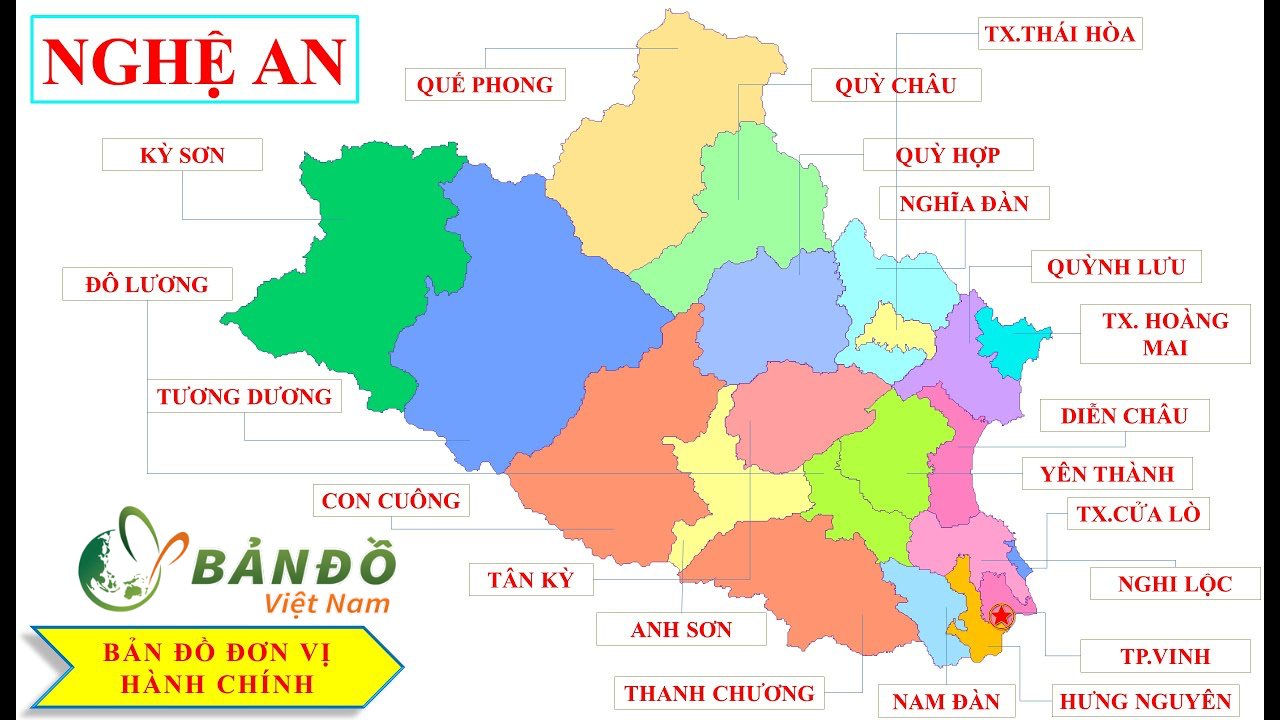 NGHỆ AN
TX.THÁI HÒA
QUẾ PHONG
QUỲ CHÂU
KỲ SƠN
QUỲ HỢP
NGHĨA ĐÀN
QUỲNH LƯU
ĐÔ LƯƠNG
TX. HOÀNG
MAI
TƯƠNG DƯƠNG
DIỄN CHÂU
YÊN THÀNH
CON CUÔNG
TX.CỬA LÒ
BẢNĐỒ
Việt Nam
TÂN KỲ
NGHI LỘC
ANH SƠN
BẢN ĐỒ ĐƠN VỊ
HÀNH CHÍNH
TP.VINH
THANH CHƯƠNG
NAM ĐÀN
HƯNG NGUYÊN